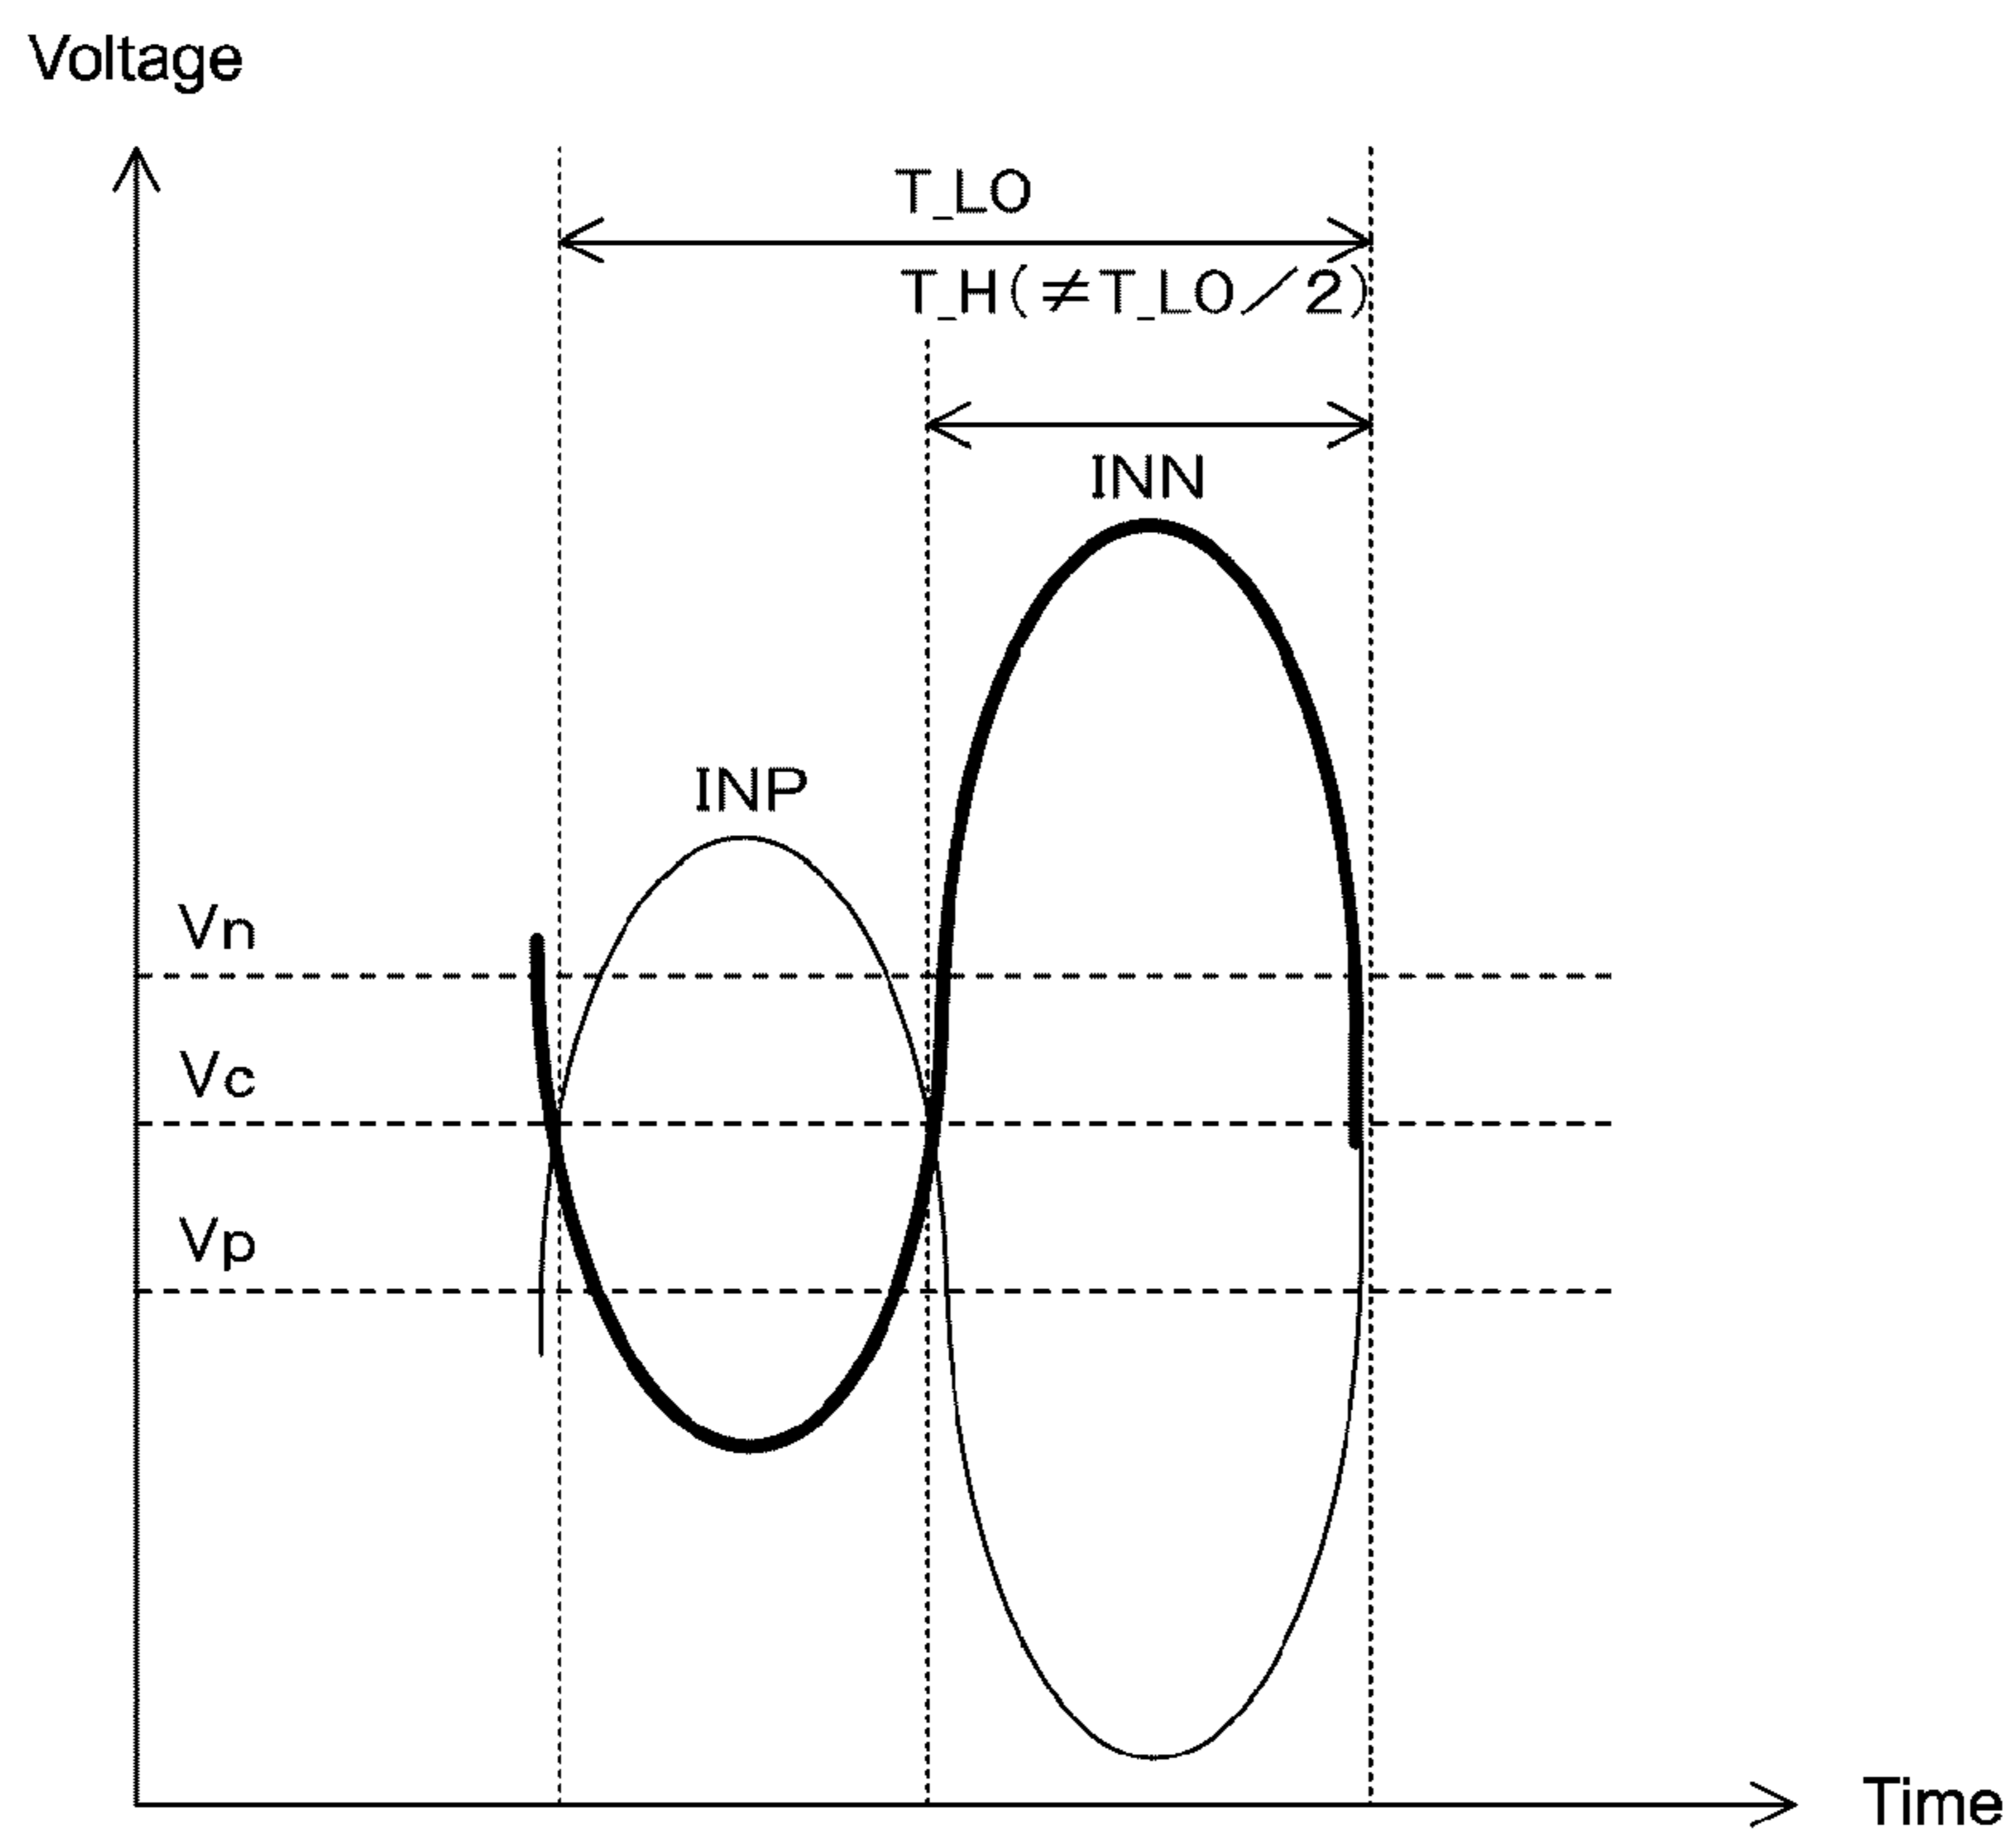 Voltage
T_LO
T_H(≠T_LO／2)
INN
INP
Vn
Vc
Vp
Time